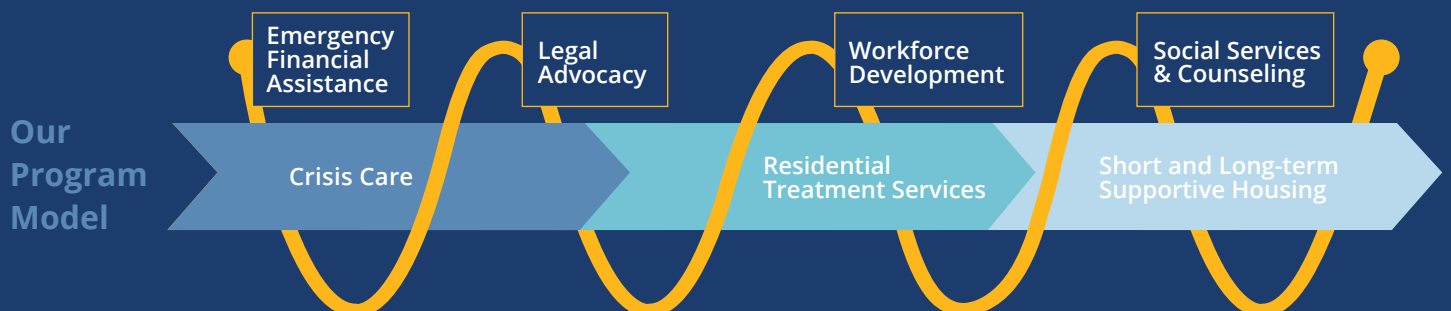 Our
Program
Model
Emergency
Financial
Assistance
Legal
Advocacy
Workforce
Development
Social Services
& Counseling
Crisis Care
Residential
Treatment Services
Short and Long-term
Supportive Housing